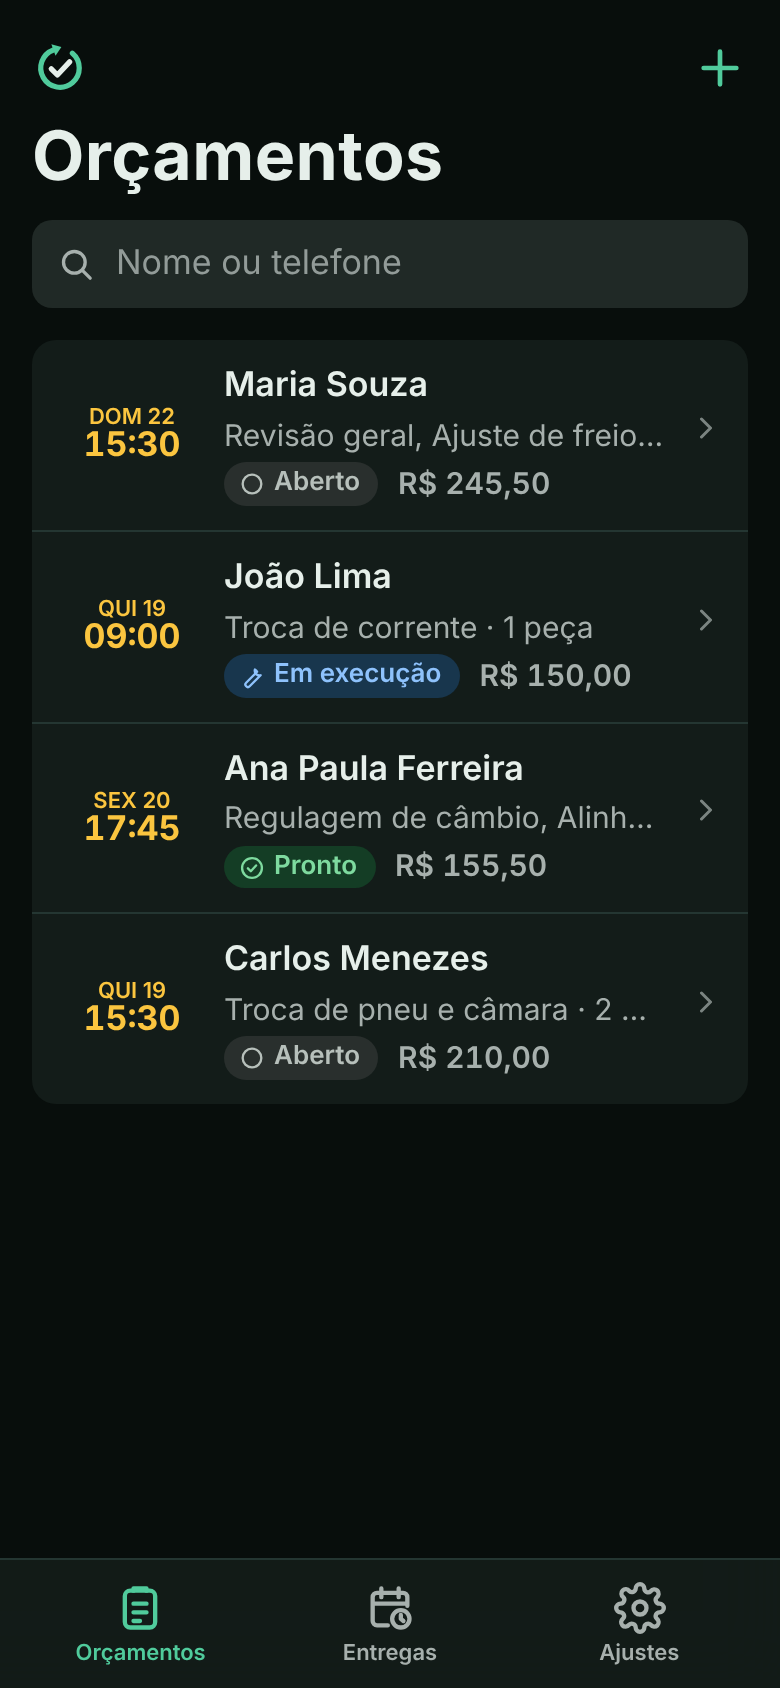 Orçamentos
Nome ou telefone
DOM 22
15:30
Maria Souza
Revisão geral, Ajuste de freio...
Aberto R$ 245,50
QUI 19
09:00
João Lima
Troca de corrente · 1 peça
Em execução R$ 150,00
SEX 20
17:45
Ana Paula Ferreira
Regulagem de câmbio, Alinh...
Pronto R$ 155,50
QUI 19
15:30
Carlos Menezes
Troca de pneu e câmara · 2 ...
Aberto R$ 210,00
Orçamentos Entregas Ajustes